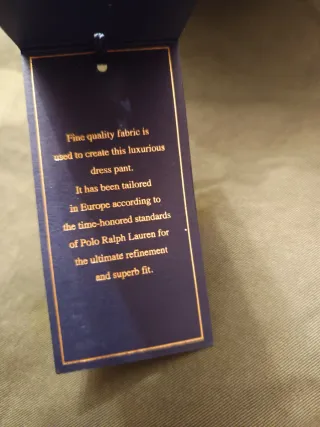 Fine quality fabric is
used to create this luxurious
dress pant.
It has been tailored
in Europe according to
the time-honored standards
of Polo Ralph Lauren for
the ultimate refinement
and superb fit.